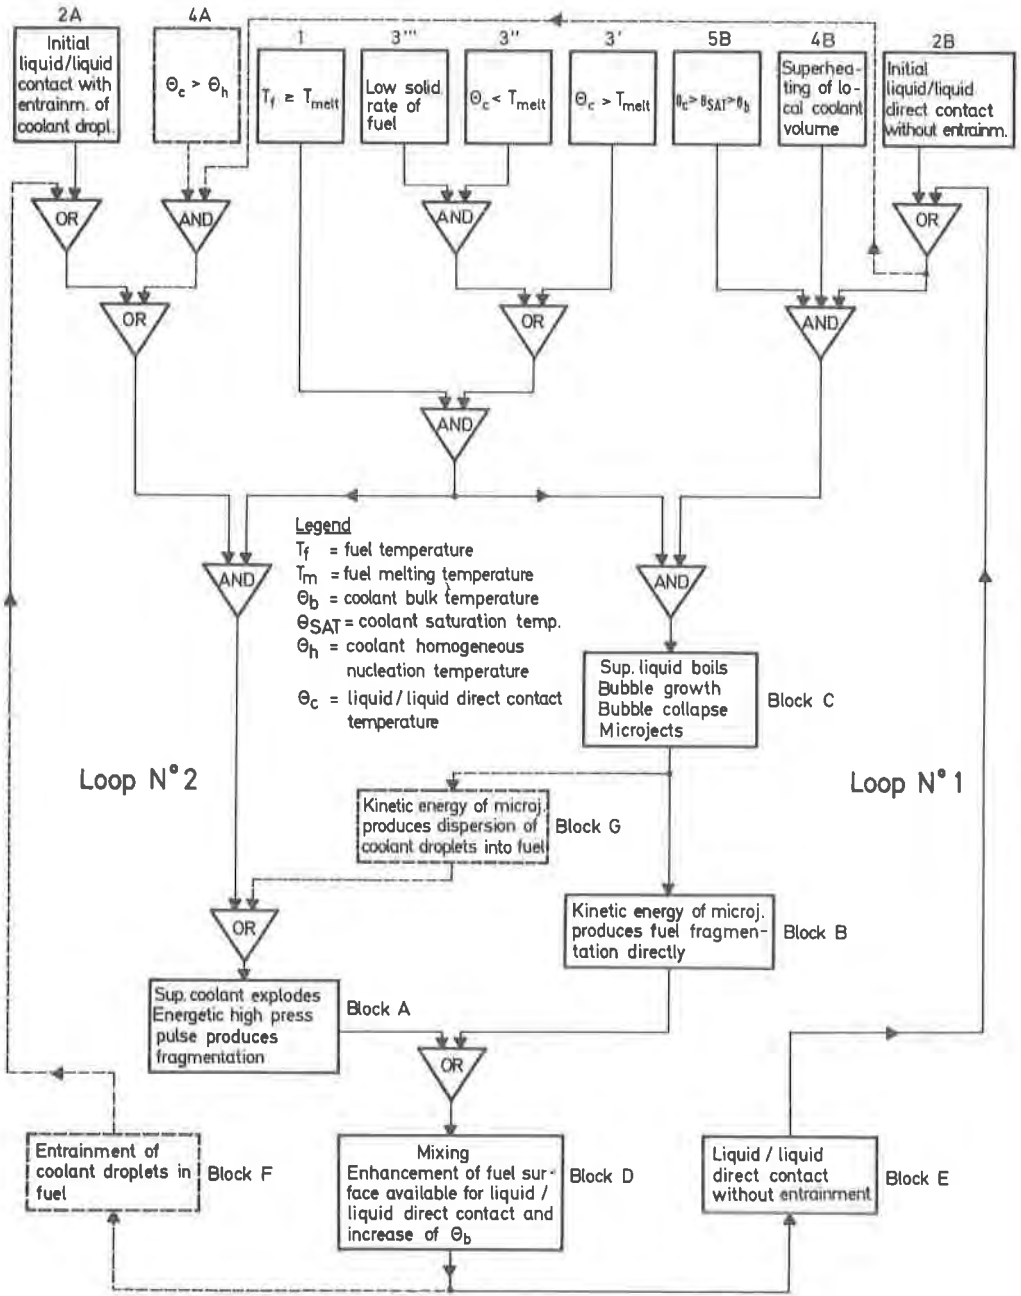 2A
4A
1
3'''
3''
3'
5B
4B
2B
Initial
liquid/liquid
contact with
entrainm. of
coolant dropl.
Θc > Θh
Tf ≥ Tmelt
Low solid.
rate of
fuel
Θc < Tmelt
Θc > Tmelt
Θc > ΘSAT > Θb
Superhea-
ting of lo-
cal coolant
volume
Initial
liquid/liquid
direct contact
without entrainm.
OR
AND
AND
OR
OR
OR
AND
AND
AND
AND
Legend
Tf = fuel temperature
Tm = fuel melting temperature
Θb = coolant bulk temperature
ΘSAT = coolant saturation temp.
Θh = coolant homogeneous
nucleation temperature
Θc = liquid / liquid direct contact
temperature
Sup. liquid boils
Bubble growth
Bubble collapse
Microjects
Block C
Loop N° 2
Loop N° 1
Kinetic energy of microj.
produces dispersion of
coolant droplets into fuel
Block G
OR
Kinetic energy of microj.
produces fuel fragmen-
tation directly
Block B
Sup. coolant explodes
Energetic high press
pulse produces
fragmentation
Block A
OR
Entrainment of
coolant droplets in
fuel
Block F
Mixing
Enhancement of fuel sur-
face available for liquid /
liquid direct contact and
increase of Θb
Block D
Liquid / liquid
direct contact
without entrainment
Block E